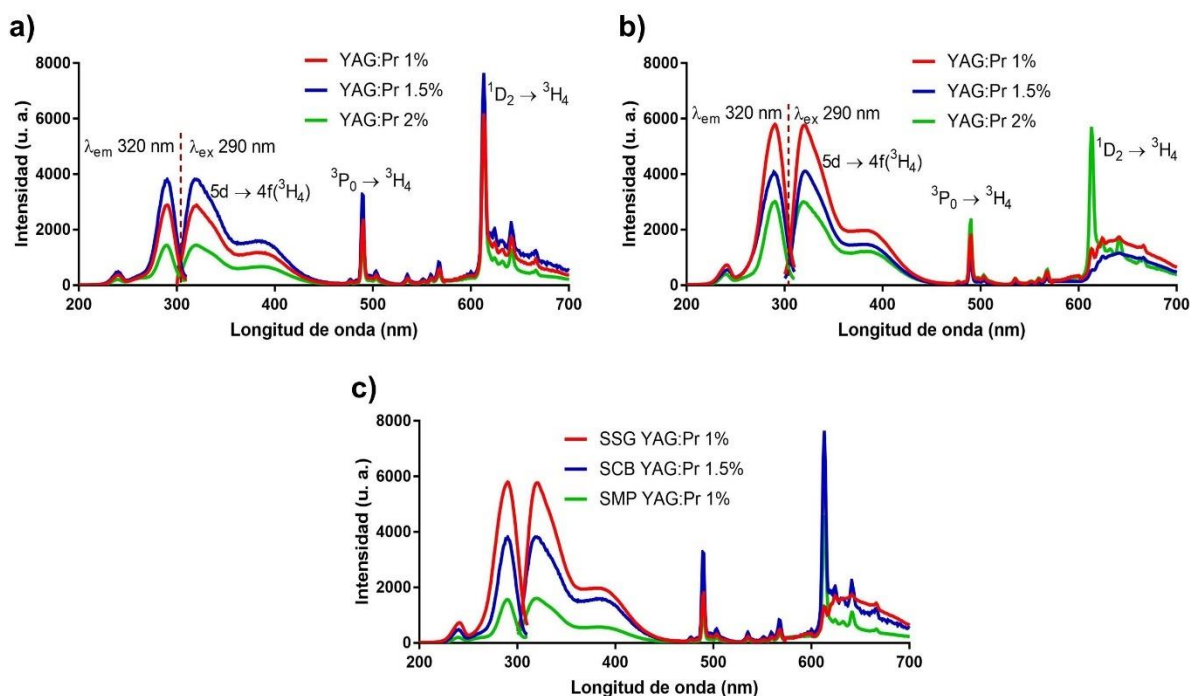 a)
8000
6000
4000
2000
0
Intensidad (u. a.)
YAG:Pr 1%
YAG:Pr 1.5%
YAG:Pr 2%
λem 320 nm
λex 290 nm
5d → 4f(³H₄)
³P₀ → ³H₄
¹D₂ → ³H₄
200 300 400 500 600 700
Longitud de onda (nm)
b)
8000
6000
4000
2000
0
Intensidad (u. a.)
YAG:Pr 1%
YAG:Pr 1.5%
YAG:Pr 2%
λem 320 nm
λex 290 nm
5d → 4f(³H₄)
³P₀ → ³H₄
¹D₂ → ³H₄
200 300 400 500 600 700
Longitud de onda (nm)
c)
8000
6000
4000
2000
0
Intensidad (u. a.)
SSG YAG:Pr 1%
SCB YAG:Pr 1.5%
SMP YAG:Pr 1%
200 300 400 500 600 700
Longitud de onda (nm)